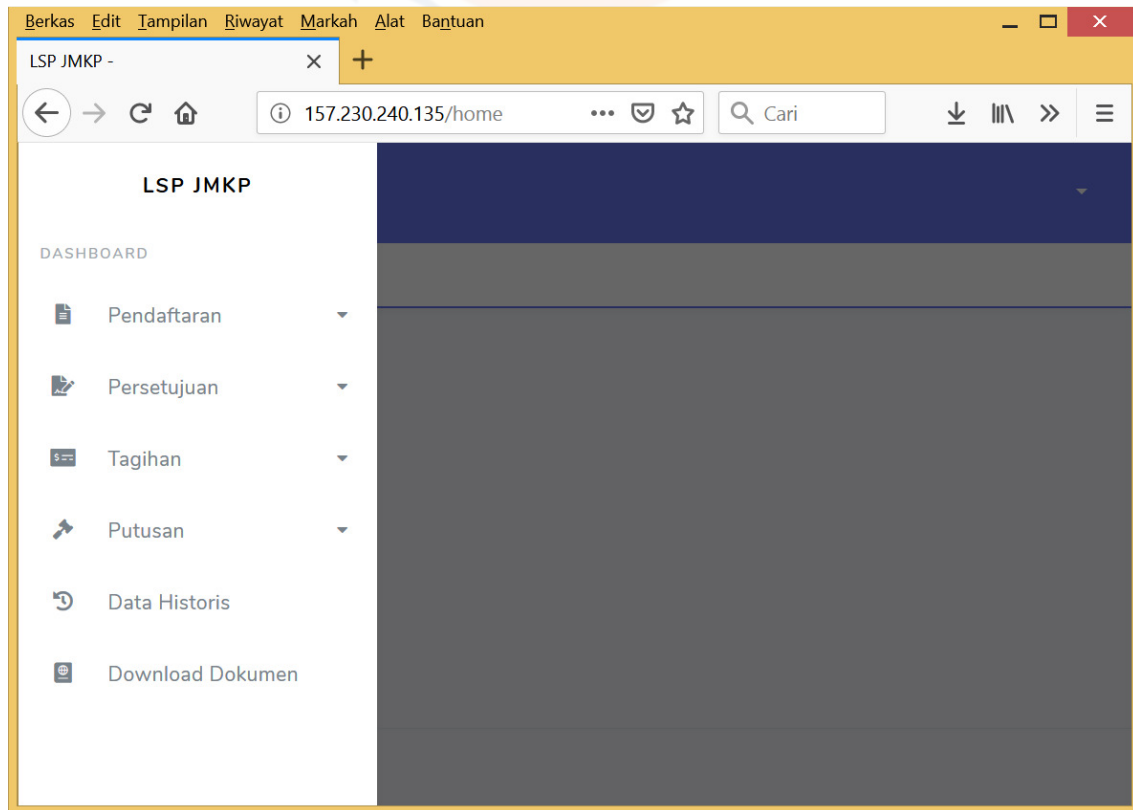 Berkas Edit Tampilan Riwayat Markah Alat Bantuan
LSP JMKP -
157.230.240.135/home
Cari
LSP JMKP
DASHBOARD
Pendaftaran
Persetujuan
Tagihan
Putusan
Data Historis
Download Dokumen